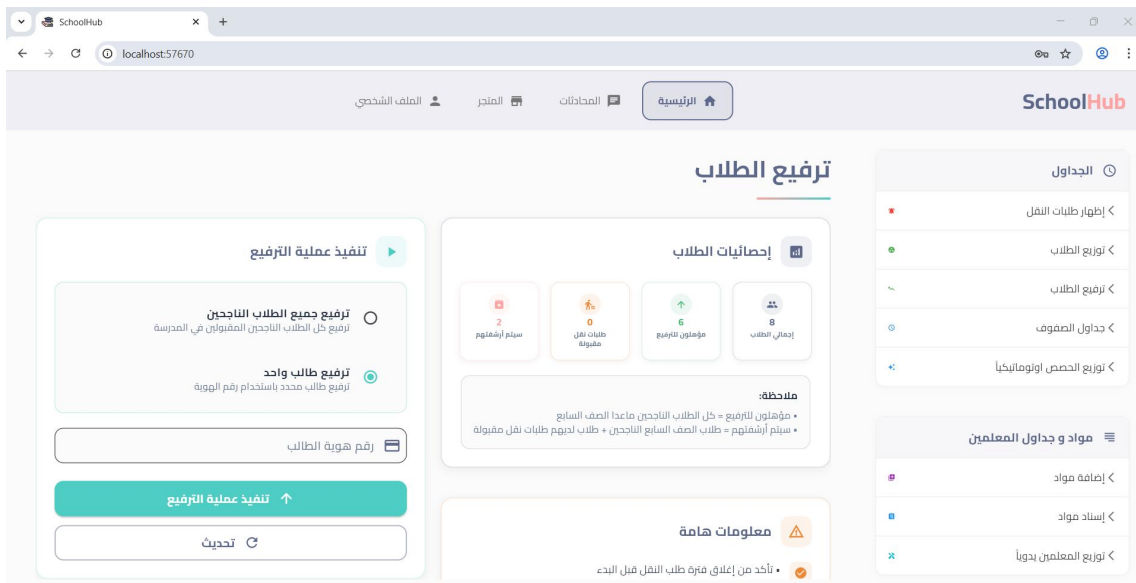 SchoolHub
localhost:57670
SchoolHub
الرئيسية
المحادثات
المتجر
الملف الشخصي
الجداول
إظهار طلبات النقل
توزيع الطلاب
ترفيع الطلاب
جداول الصفوف
توزيع الحصص اوتوماتيكياً
مواد و جداول المعلمين
إضافة مواد
إسناد مواد
توزيع المعلمين يدوياً
ترفيع الطلاب
إحصائيات الطلاب
8
إجمالي الطلاب
6
مؤهلون للترفيع
0
طلبات نقل
مقبولة
2
سيتم أرشفتهم
ملاحظة:
• مؤهلون للترفيع = كل الطلاب الناجحين ماعدا الصف السابع
• سيتم أرشفتهم = طلاب الصف السابع الناجحين + طلاب لديهم طلبات نقل مقبولة
معلومات هامة
• تأكد من إغلاق فترة طلب النقل قبل البدء
تنفيذ عملية الترفيع
ترفيع جميع الطلاب الناجحين
ترفيع كل الطلاب الناجحين المقبولين في المدرسة
ترفيع طالب واحد
ترفيع طالب محدد باستخدام رقم الهوية
رقم هوية الطالب
تنفيذ عملية الترفيع
تحديث